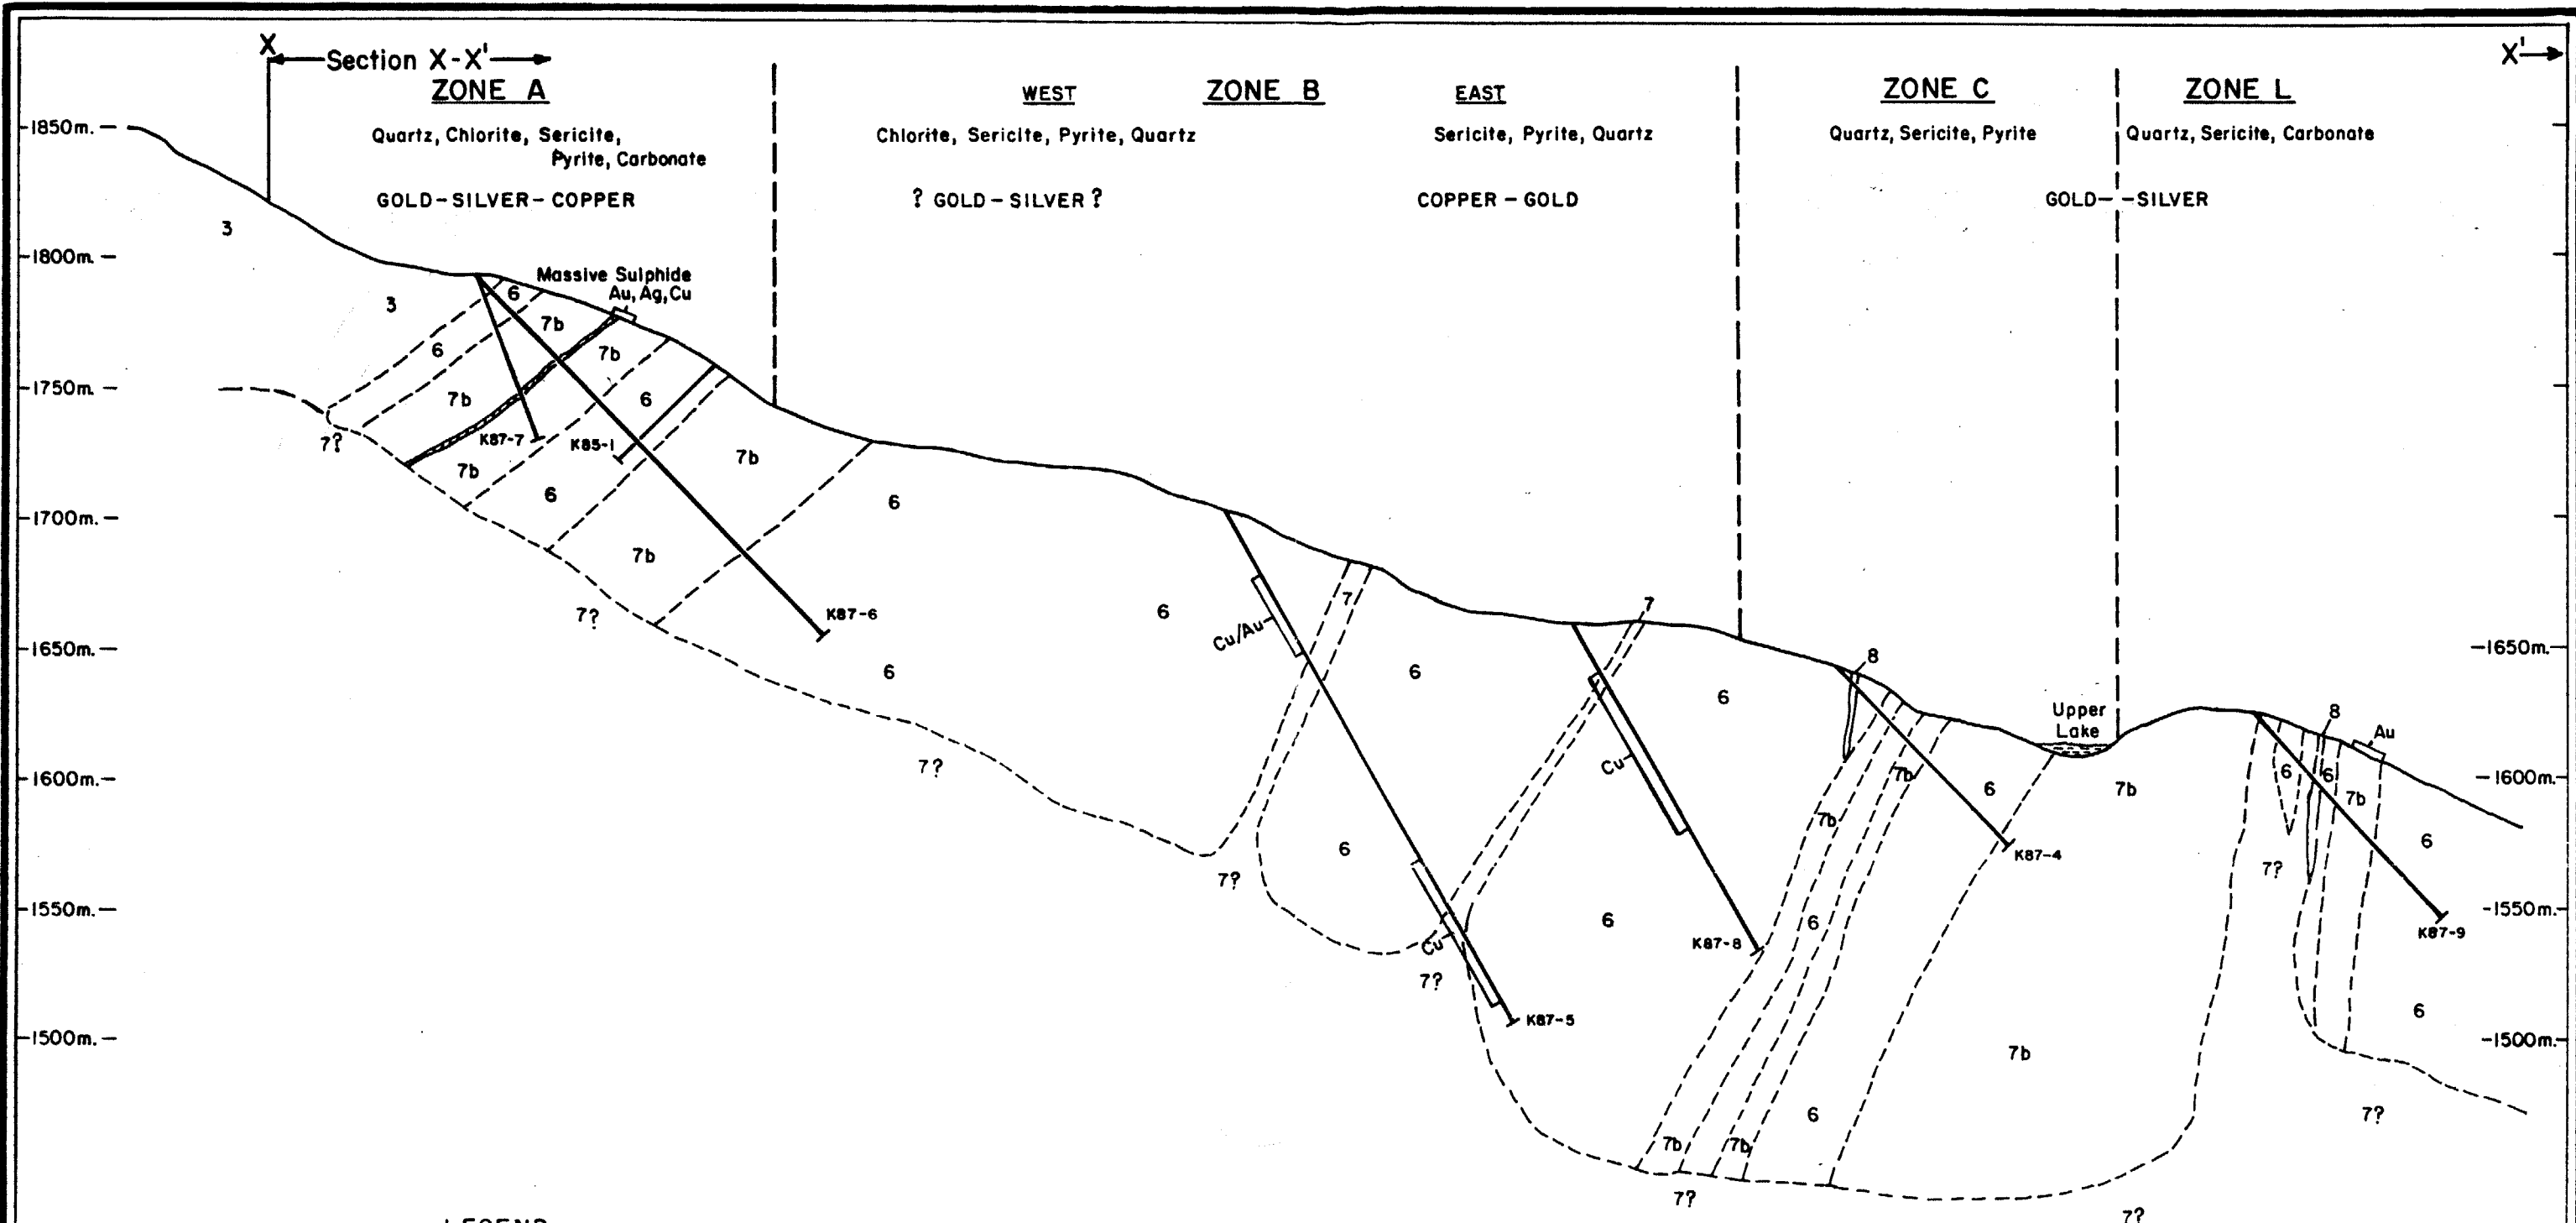 X
Section X-X'
X'
ZONE A
WEST
ZONE B
EAST
ZONE C
ZONE L
Quartz, Chlorite, Sericite,
Pyrite, Carbonate
Chlorite, Sericite, Pyrite, Quartz
Sericite, Pyrite, Quartz
Quartz, Sericite, Pyrite
Quartz, Sericite, Carbonate
GOLD-SILVER-COPPER
? GOLD-SILVER ?
COPPER-GOLD
GOLD--SILVER
-1850m.-
3
-1800m.-
Massive Sulphide
Au, Ag, Cu
3
6
7b
6
7b
-1750m.-
7b
6
7?
K87-7
K85-1
7b
7b
6
6
-1700m.-
7b
7?
K87-6
6
7
7
Cu/Au
-1650m.-
-1650m.-
6
6
6
8
Upper
Lake
8
Au
Cu
7?
-1600m.-
-1600m.-
7b
6
7b
6
6
7b
7b
6
6
K87-4
7?
7?
-1550m.-
-1550m.-
6
6
K87-8
K87-9
Cu
7?
K87-5
6
-1500m.-
-1500m.-
7b
6
7b
7b
7?
7?
7?
LEGEND